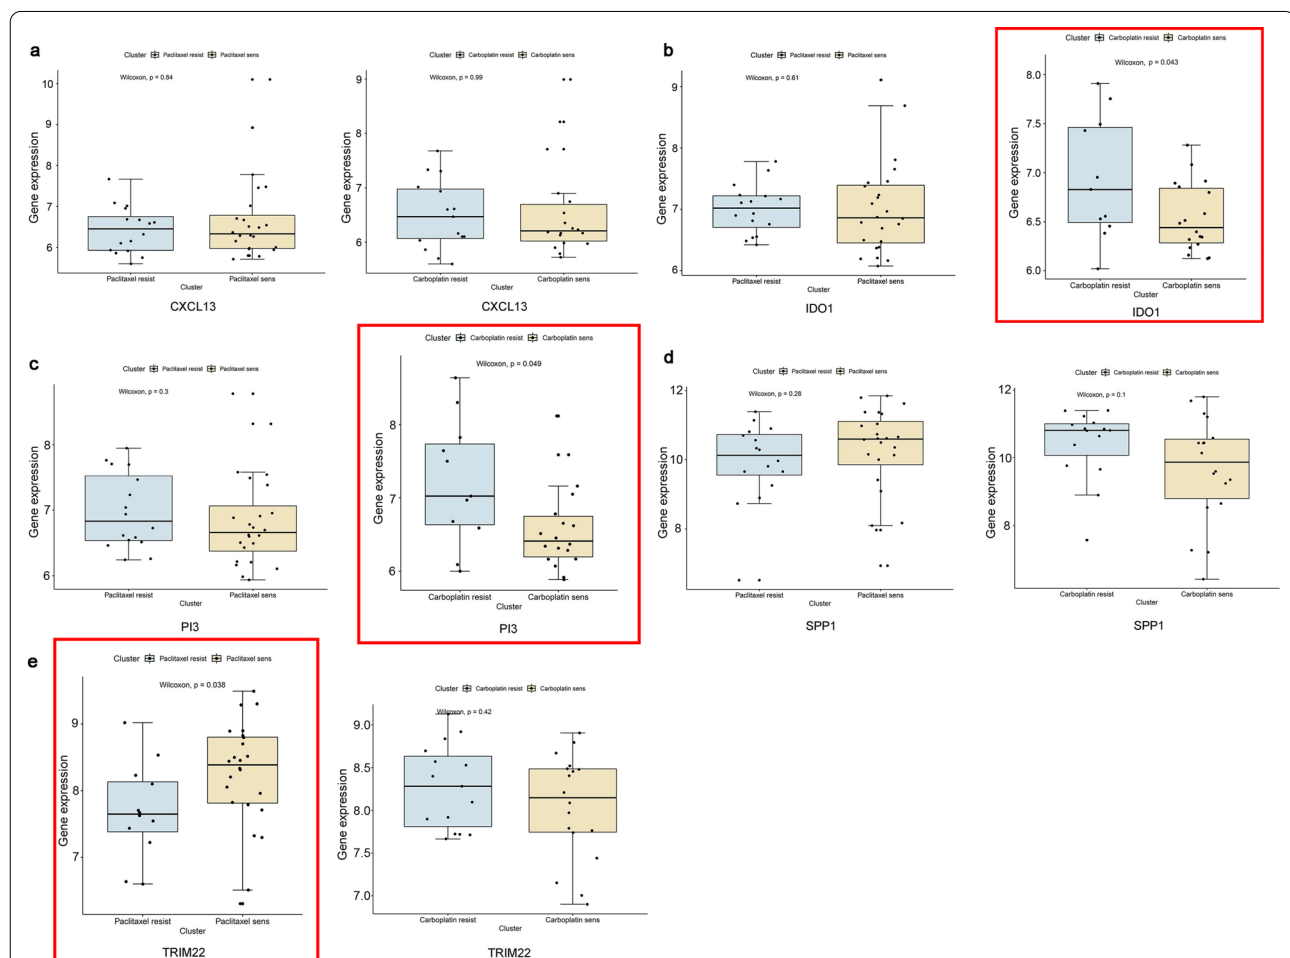 a
Cluster Paclitaxel resist Paclitaxel sens
Wilcoxon, p = 0.84
Gene expression
10
9
8
7
6
Paclitaxel resist Paclitaxel sens
Cluster
CXCL13
Cluster Carboplatin resist Carboplatin sens
Wilcoxon, p = 0.99
Gene expression
9
8
7
6
Carboplatin resist Carboplatin sens
Cluster
CXCL13
b
Cluster Paclitaxel resist Paclitaxel sens
Wilcoxon, p = 0.61
Gene expression
9
8
7
6
Paclitaxel resist Paclitaxel sens
Cluster
IDO1
Cluster Carboplatin resist Carboplatin sens
Wilcoxon, p = 0.043
Gene expression
8.0
7.5
7.0
6.5
6.0
Carboplatin resist Carboplatin sens
Cluster
IDO1
c
Cluster Paclitaxel resist Paclitaxel sens
Wilcoxon, p = 0.3
Gene expression
8
7
6
Paclitaxel resist Paclitaxel sens
Cluster
PI3
Cluster Carboplatin resist Carboplatin sens
Wilcoxon, p = 0.049
Gene expression
8
7
6
Carboplatin resist Carboplatin sens
Cluster
PI3
d
Cluster Paclitaxel resist Paclitaxel sens
Wilcoxon, p = 0.28
Gene expression
12
10
8
Paclitaxel resist Paclitaxel sens
Cluster
SPP1
Cluster Carboplatin resist Carboplatin sens
Wilcoxon, p = 0.1
Gene expression
12
10
8
Carboplatin resist Carboplatin sens
Cluster
SPP1
e
Cluster Paclitaxel resist Paclitaxel sens
Wilcoxon, p = 0.038
Gene expression
9
8
7
Paclitaxel resist Paclitaxel sens
Cluster
TRIM22
Cluster Carboplatin resist Carboplatin sens
Wilcoxon, p = 0.42
Gene expression
9.0
8.5
8.0
7.5
7.0
Carboplatin resist Carboplatin sens
Cluster
TRIM22